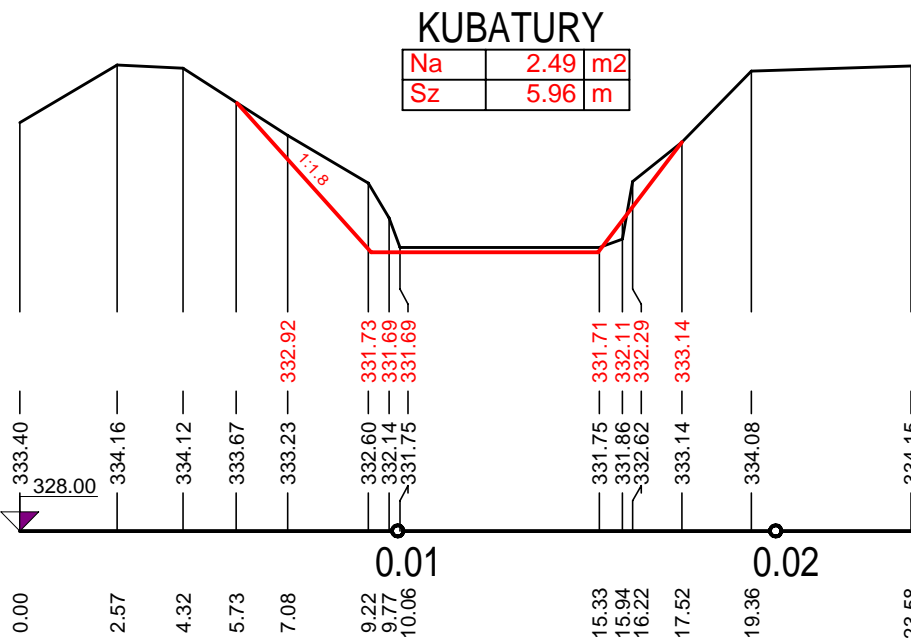 KUBATURY
Na 2.49 m2
Sz 5.96 m
1:1.8
332.92 331.73 331.69 331.69 331.71 332.11 332.29 333.14
333.40 334.16 334.12 333.67 333.23 332.60 332.14 331.75 331.75 331.86 332.62 333.14 334.08 334.15
328.00
0.01 0.02
0.00 2.57 4.32 5.73 7.08 9.22 9.77 10.06 15.33 15.94 16.22 17.52 19.36 23.58